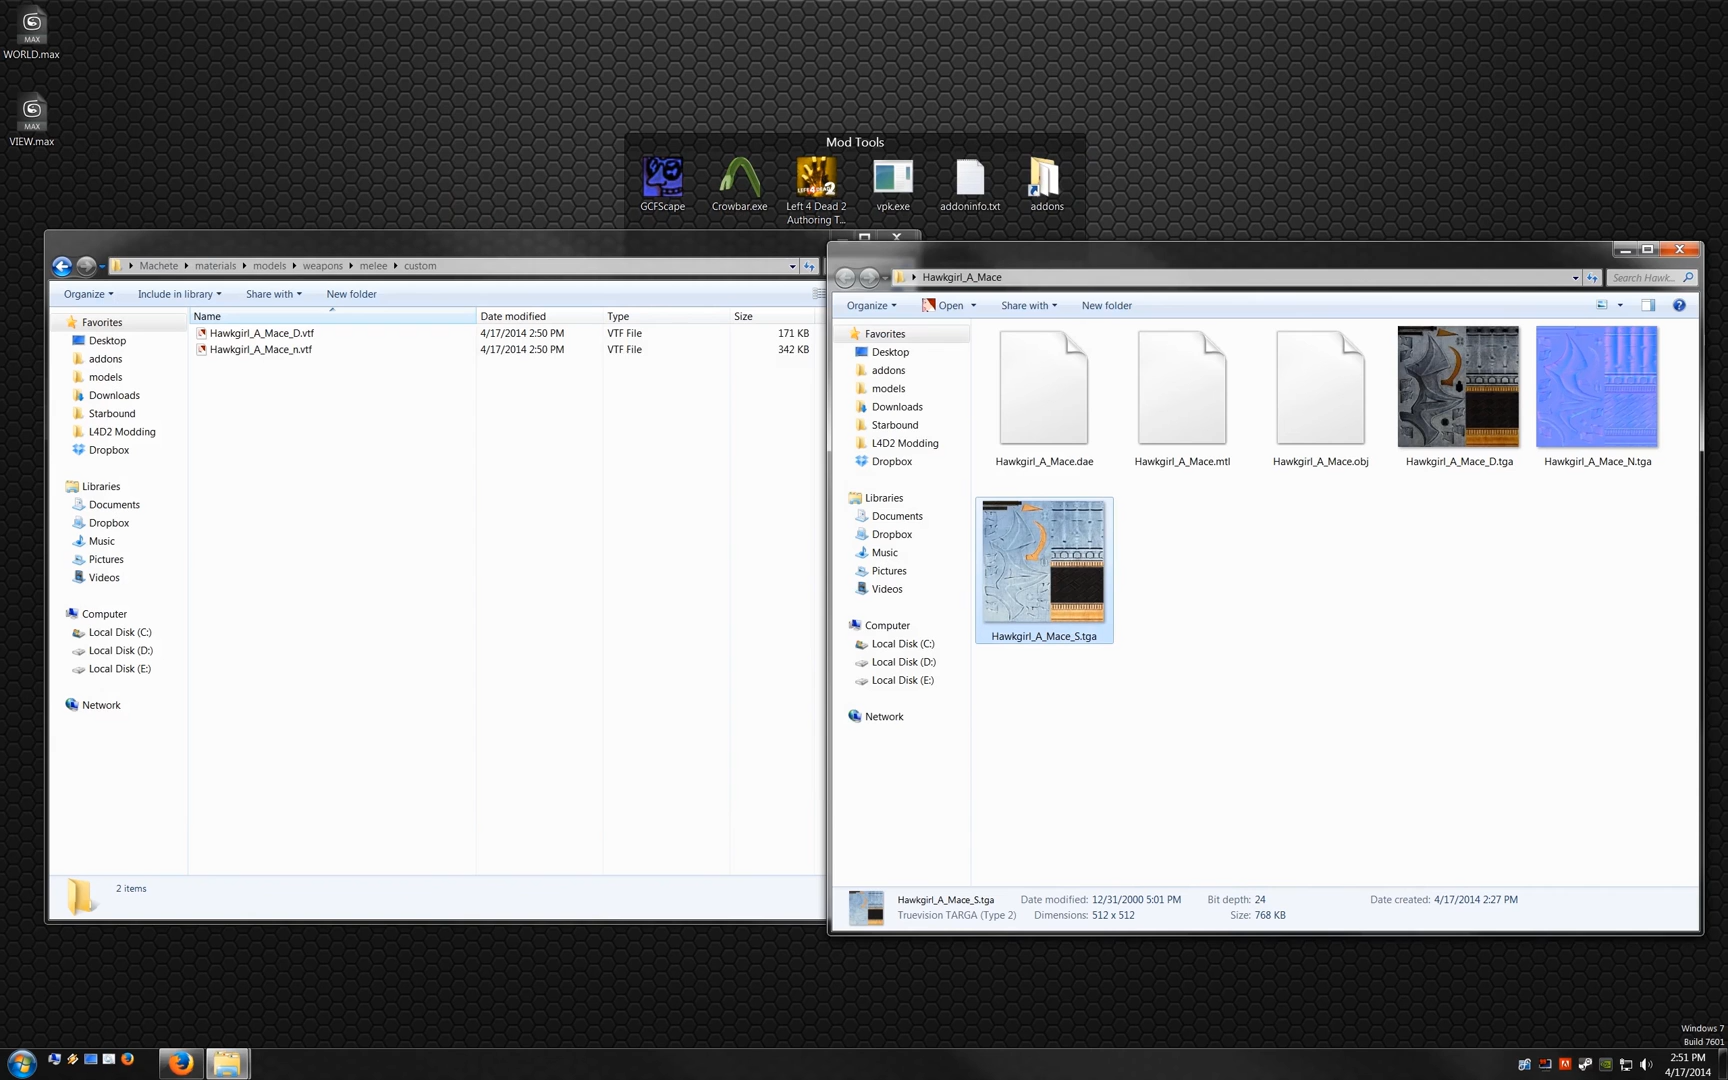 WORLD.max
VIEW.max
MAX
MAX
Mod Tools
GCFScape
Crowbar.exe
Left 4 Dead 2
Authoring T...
vpk.exe
addoninfo.txt
addons
Machete
materials
models
weapons
melee
custom
Organize
Include in library
Share with
New folder
Name
Date modified
Type
Size
Hawkgirl_A_Mace_D.vtf 4/17/2014 2:50 PM VTF File 171 KB
Hawkgirl_A_Mace_n.vtf 4/17/2014 2:50 PM VTF File 342 KB
Favorites
Desktop
addons
models
Downloads
Starbound
L4D2 Modding
Dropbox
Libraries
Documents
Dropbox
Music
Pictures
Videos
Computer
Local Disk (C:)
Local Disk (D:)
Local Disk (E:)
Network
2 items
Hawkgirl_A_Mace
Search Hawk...
Organize
Open
Share with
New folder
Favorites
Desktop
addons
models
Downloads
Starbound
L4D2 Modding
Dropbox
Libraries
Documents
Dropbox
Music
Pictures
Videos
Computer
Local Disk (C:)
Local Disk (D:)
Local Disk (E:)
Network
Hawkgirl_A_Mace.dae
Hawkgirl_A_Mace.mtl
Hawkgirl_A_Mace.obj
Hawkgirl_A_Mace_D.tga
Hawkgirl_A_Mace_N.tga
Hawkgirl_A_Mace_S.tga
Hawkgirl_A_Mace_S.tga Date modified: 12/31/2000 5:01 PM Bit depth: 24 Date created: 4/17/2014 2:27 PM
Truevision TARGA (Type 2) Dimensions: 512 x 512 Size: 768 KB
Windows 7
Build 7601
2:51 PM
4/17/2014